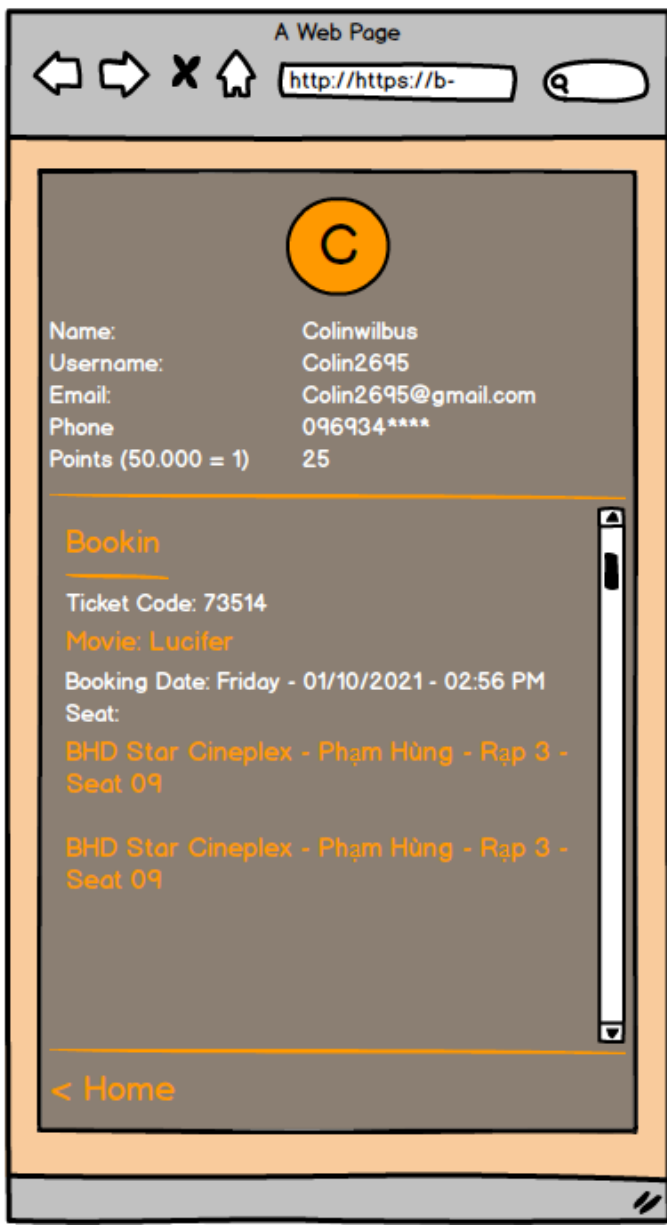 A Web Page
http://https://b-
C
Name: Colinwilbus
Username: Colin2695
Email: Colin2695@gmail.com
Phone 096934****
Points (50.000 = 1) 25
Bookin
Ticket Code: 73514
Movie: Lucifer
Booking Date: Friday - 01/10/2021 - 02:56 PM
Seat:
BHD Star Cineplex - Phạm Hùng - Rạp 3 -
Seat 09
BHD Star Cineplex - Phạm Hùng - Rạp 3 -
Seat 09
< Home